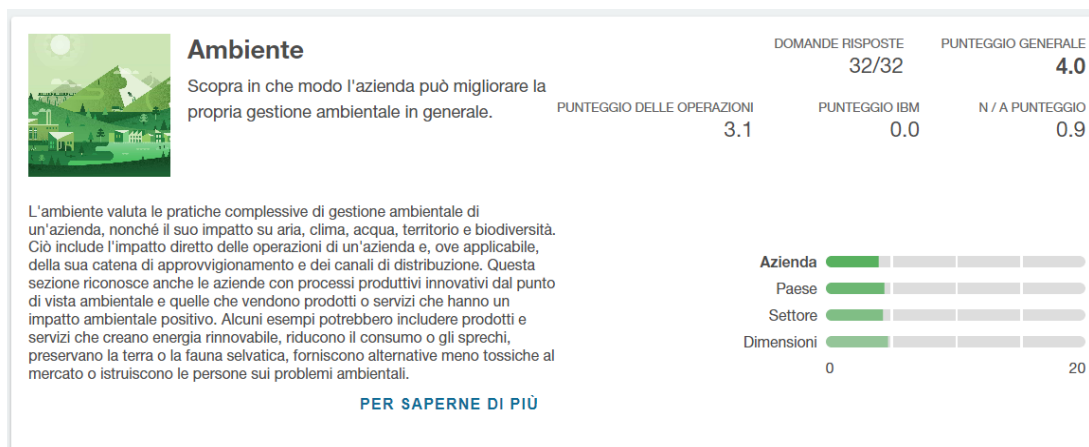 Ambiente
Scopra in che modo l'azienda può migliorare la
propria gestione ambientale in generale.
DOMANDE RISPOSTE
32/32
PUNTEGGIO GENERALE
4.0
PUNTEGGIO DELLE OPERAZIONI
3.1
PUNTEGGIO IBM
0.0
N / A PUNTEGGIO
0.9
L'ambiente valuta le pratiche complessive di gestione ambientale di
un'azienda, nonché il suo impatto su aria, clima, acqua, territorio e biodiversità.
Ciò include l'impatto diretto delle operazioni di un'azienda e, ove applicabile,
della sua catena di approvvigionamento e dei canali di distribuzione. Questa
sezione riconosce anche le aziende con processi produttivi innovativi dal punto
di vista ambientale e quelle che vendono prodotti o servizi che hanno un
impatto ambientale positivo. Alcuni esempi potrebbero includere prodotti e
servizi che creano energia rinnovabile, riducono il consumo o gli sprechi,
preservano la terra o la fauna selvatica, forniscono alternative meno tossiche al
mercato o istruiscono le persone sui problemi ambientali.
PER SAPERNE DI PIÙ
Azienda
Paese
Settore
Dimensioni
0
20